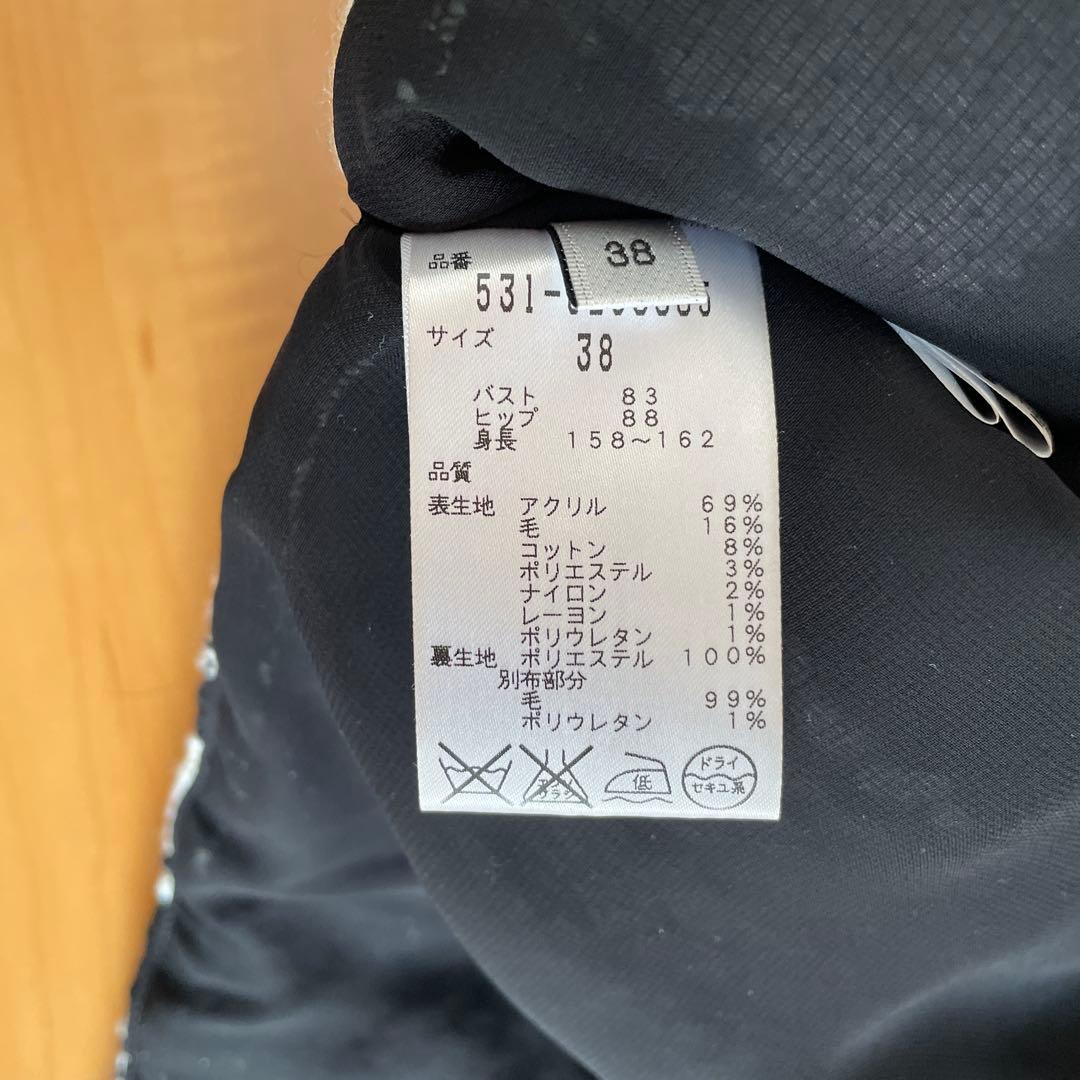 38
品番
531-
サイズ 38
バスト 83
ヒップ 88
身長 158~162
品質
表生地 アクリル 69%
毛 16%
コットン 8%
ポリエステル 3%
ナイロン 2%
レーヨン 1%
ポリウレタン 1%
裏生地 ポリエステル 100%
別布部分
毛 99%
ポリウレタン 1%
低
ドライ
セキユ系